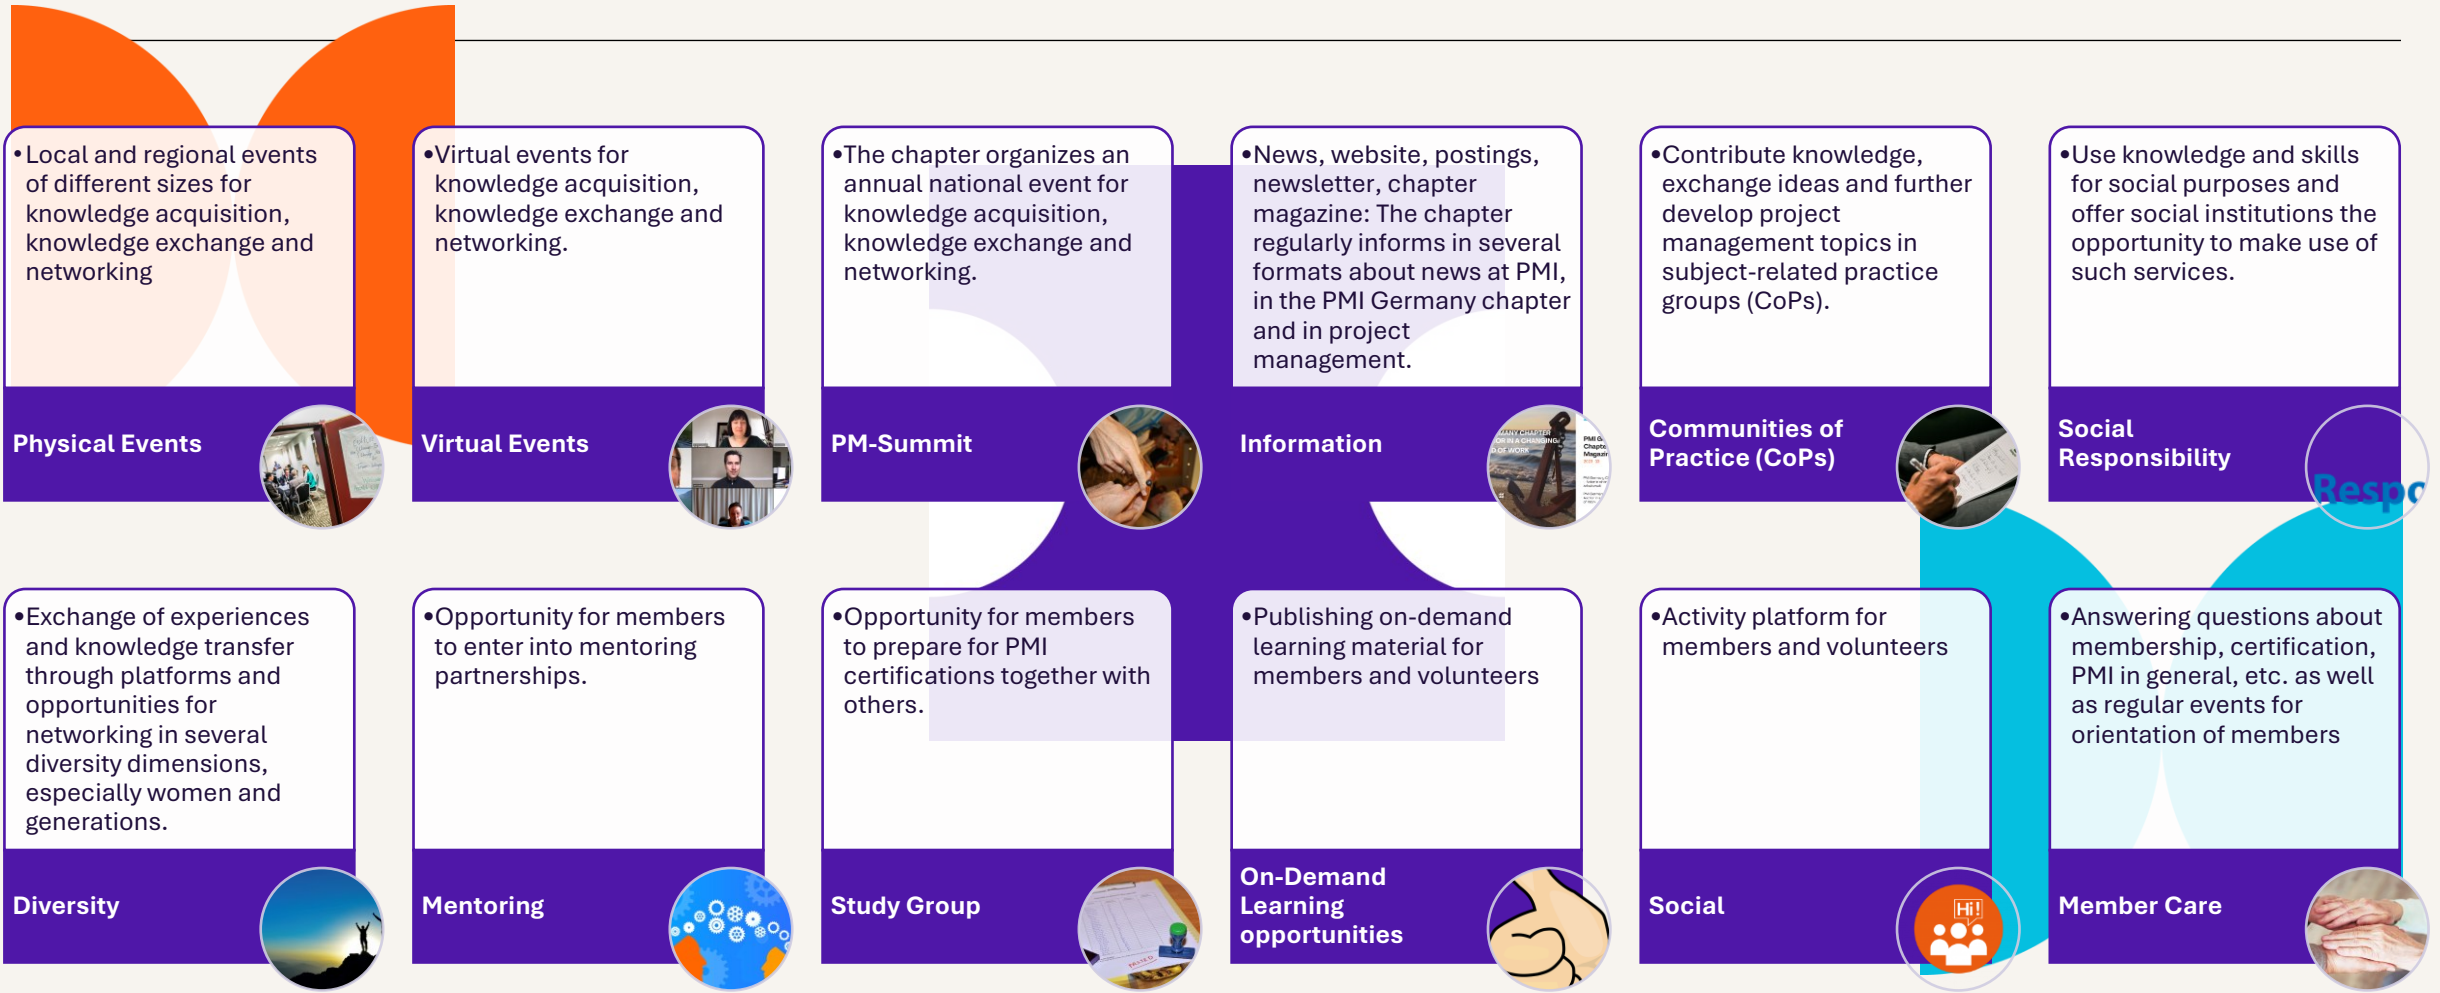 •Local and regional events
of different sizes for
knowledge acquisition,
knowledge exchange and
networking
Physical Events
•Virtual events for
knowledge acquisition,
knowledge exchange and
networking.
Virtual Events
•The chapter organizes an
annual national event for
knowledge acquisition,
knowledge exchange and
networking.
PM-Summit
•News, website, postings,
newsletter, chapter
magazine: The chapter
regularly informs in several
formats about news at PMI,
in the PMI Germany chapter
and in project
management.
Information
•Contribute knowledge,
exchange ideas and further
develop project
management topics in
subject-related practice
groups (CoPs).
Communities of
Practice (CoPs)
•Use knowledge and skills
for social purposes and
offer social institutions the
opportunity to make use of
such services.
Social
Responsibility
Respo
•Exchange of experiences
and knowledge transfer
through platforms and
opportunities for
networking in several
diversity dimensions,
especially women and
generations.
Diversity
•Opportunity for members
to enter into mentoring
partnerships.
Mentoring
•Opportunity for members
to prepare for PMI
certifications together with
others.
Study Group
•Publishing on-demand
learning material for
members and volunteers
On-Demand
Learning
opportunities
•Activity platform for
members and volunteers
Social
Hi!
•Answering questions about
membership, certification,
PMI in general, etc. as well
as regular events for
orientation of members
Member Care